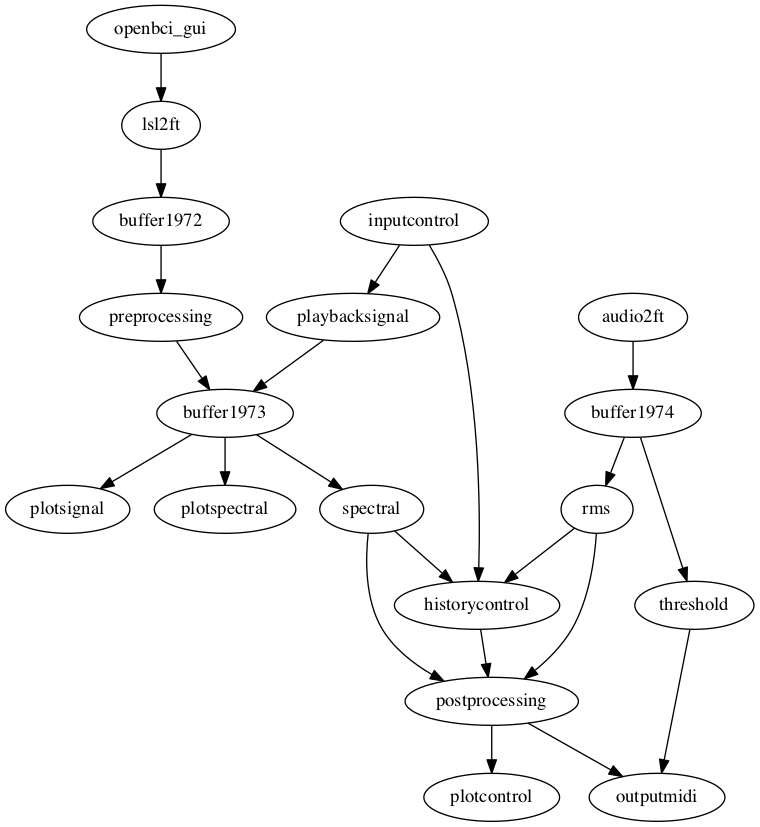 openbci_gui
lsl2ft
buffer1972
inputcontrol
preprocessing
playbacksignal
audio2ft
buffer1973
buffer1974
plotsignal
plotspectral
spectral
rms
historycontrol
threshold
postprocessing
plotcontrol
outputmidi